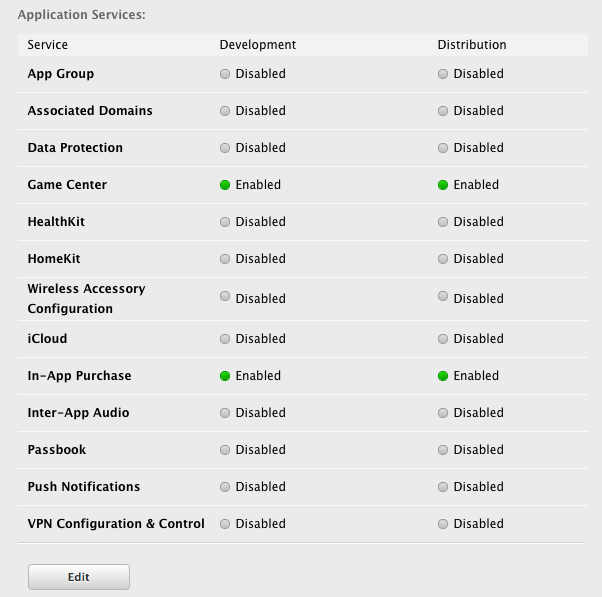 Application Services:
Service Development Distribution
App Group Disabled Disabled
Associated Domains Disabled Disabled
Data Protection Disabled Disabled
Game Center Enabled Enabled
HealthKit Disabled Disabled
HomeKit Disabled Disabled
Wireless Accessory
Configuration Disabled Disabled
iCloud Disabled Disabled
In-App Purchase Enabled Enabled
Inter-App Audio Disabled Disabled
Passbook Disabled Disabled
Push Notifications Disabled Disabled
VPN Configuration & Control Disabled Disabled
Edit